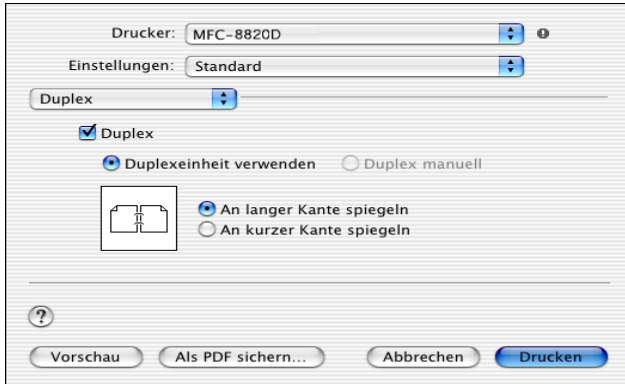 Drucker: MFC-8820D
Einstellungen: Standard
Duplex
Duplex
Duplexeinheit verwenden Duplex manuell
An langer Kante spiegeln
An kurzer Kante spiegeln
?
Vorschau Als PDF sichern... Abbrechen Drucken